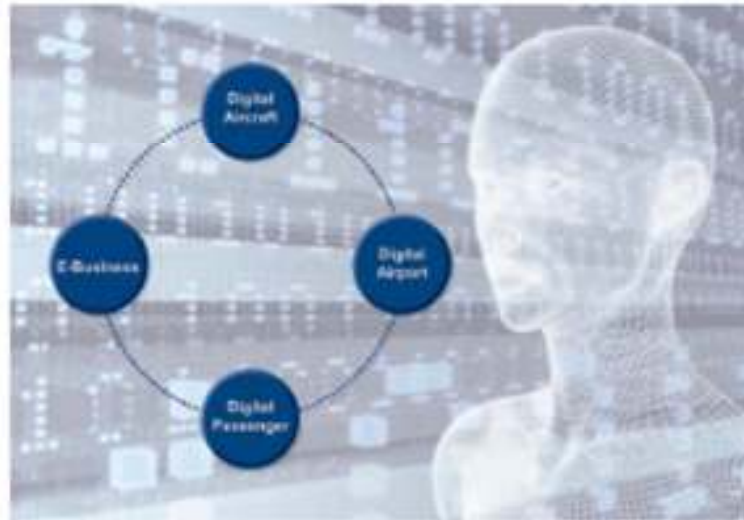 Digital
Aircraft
E-Business
Digital
Airport
Digital
Passenger